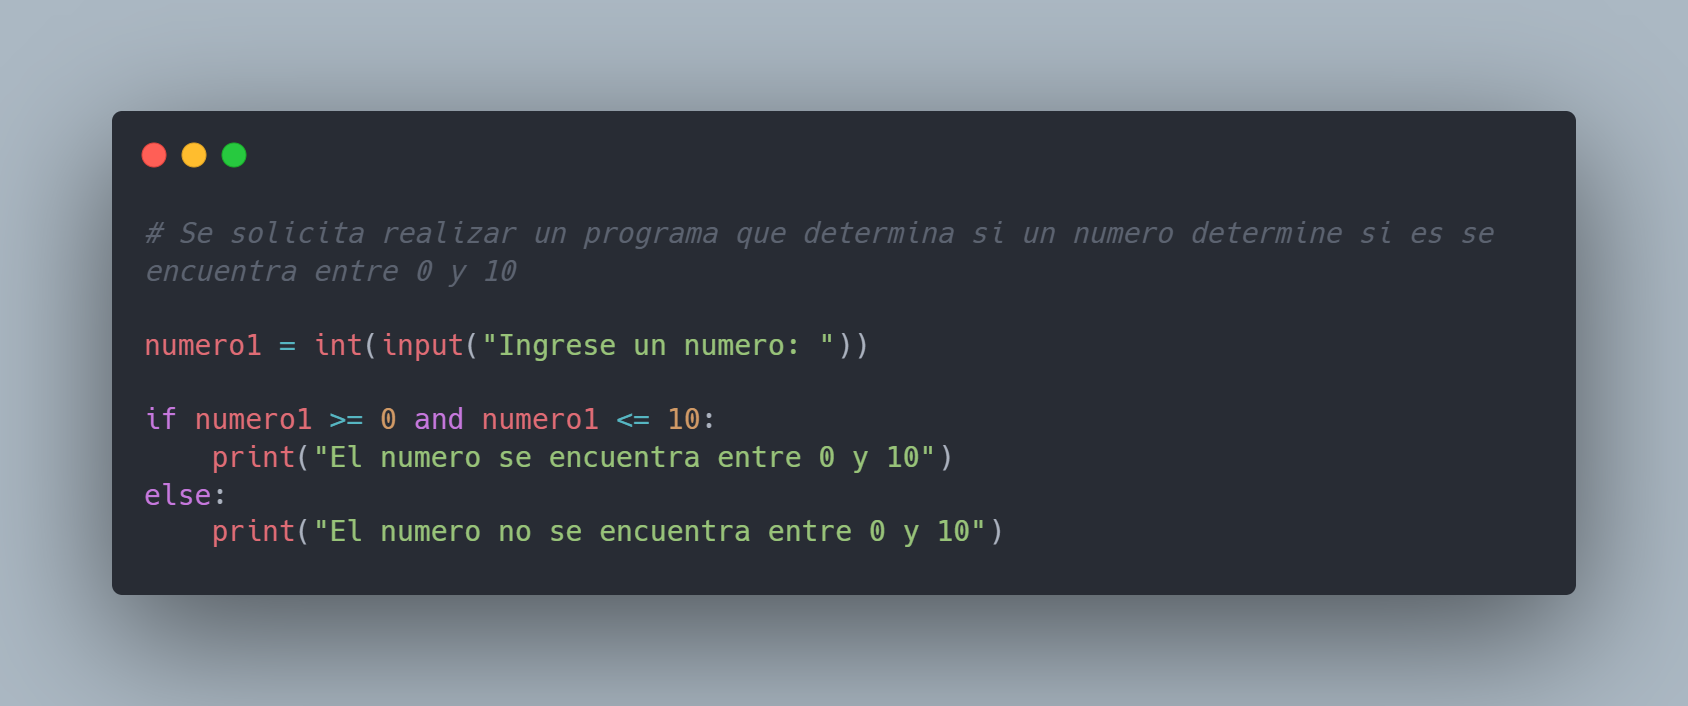 # Se solicita realizar un programa que determina si un numero determine si es se
encuentra entre 0 y 10
numero1 = int(input("Ingrese un numero: "))
if numero1 >= 0 and numero1 <= 10:
    print("El numero se encuentra entre 0 y 10")
else:
    print("El numero no se encuentra entre 0 y 10")